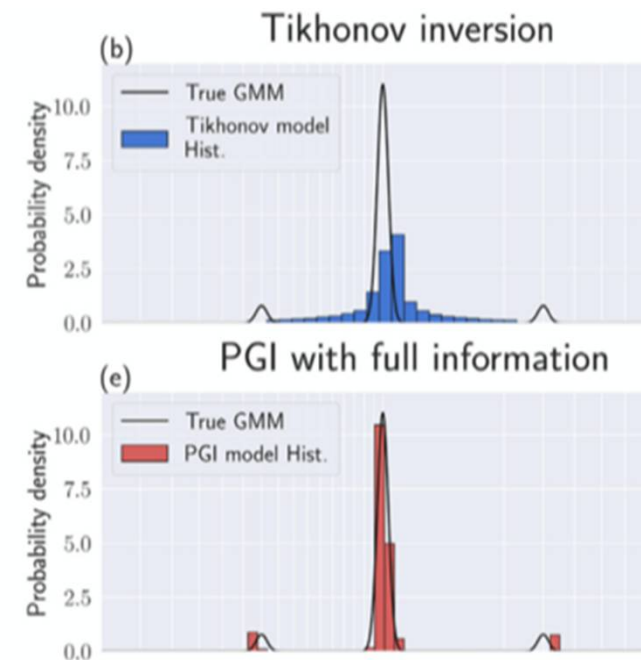 Tikhonov inversion
(b)
True GMM
Tikhonov model
Hist.
Probability density
10.0
7.5
5.0
2.5
0.0
PGI with full information
(e)
True GMM
PGI model Hist.
Probability density
10.0
7.5
5.0
2.5
0.0